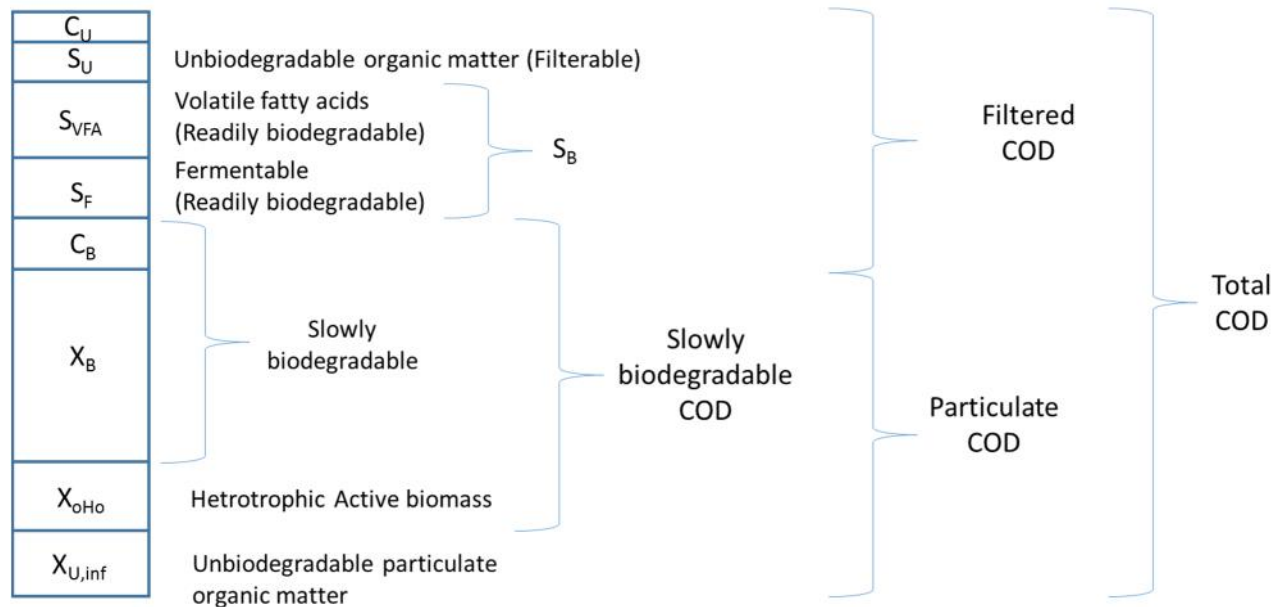 C_U
S_U
Unbiodegradable organic matter (Filterable)
S_VFA
Volatile fatty acids
(Readily biodegradable)
S_F
Fermentable
(Readily biodegradable)
S_B
C_B
X_B
Slowly
biodegradable
X_oHo
Hetrotrophic Active biomass
X_U,inf
Unbiodegradable particulate
organic matter
Slowly
biodegradable
COD
Filtered
COD
Particulate
COD
Total
COD